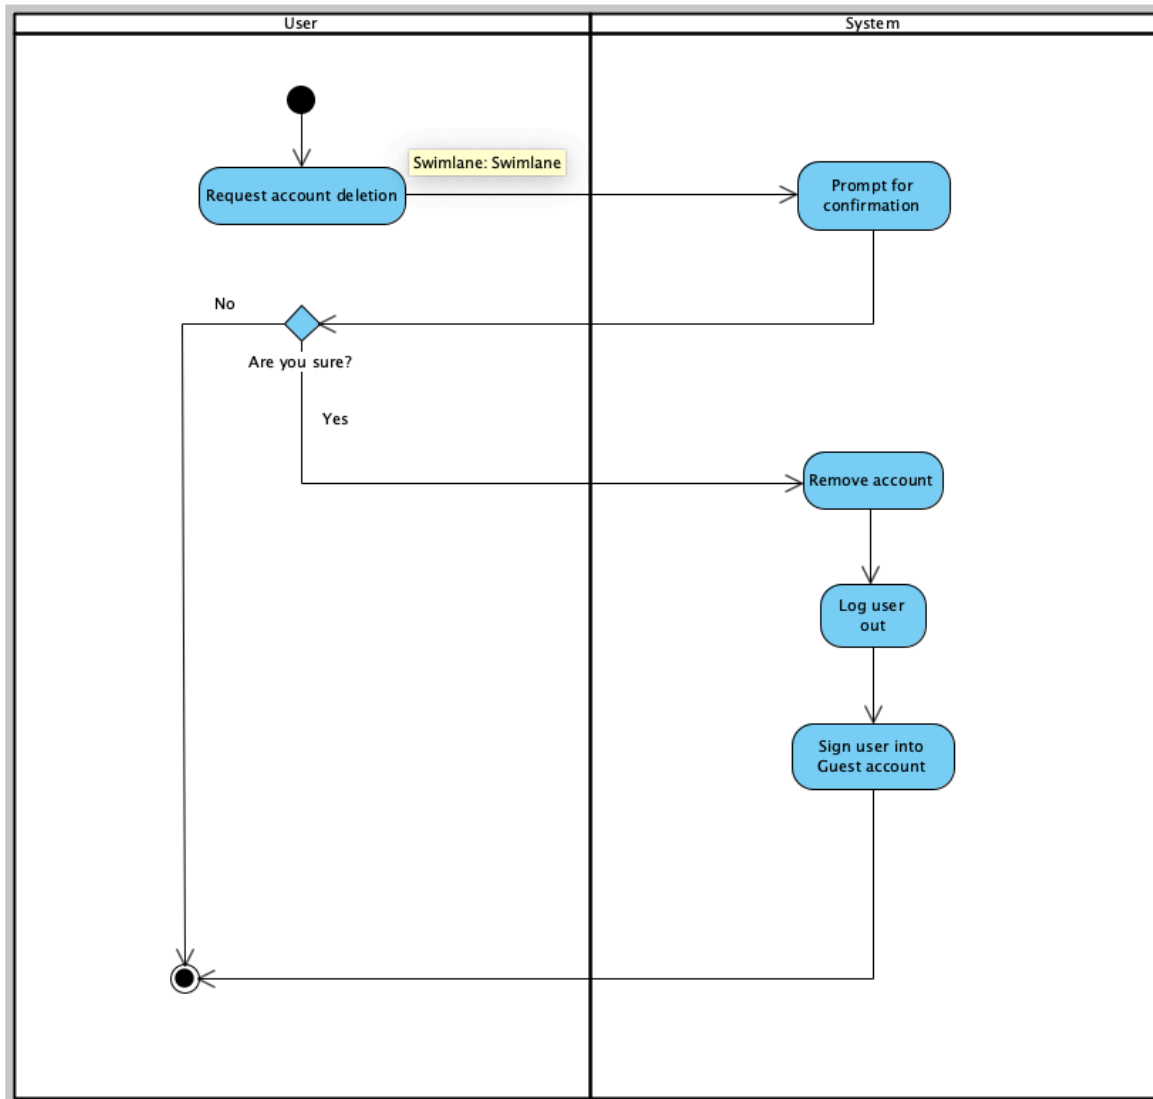 User
System
Swimlane: Swimlane
Request account deletion
Prompt for
confirmation
No
Are you sure?
Yes
Remove account
Log user
out
Sign user into
Guest account